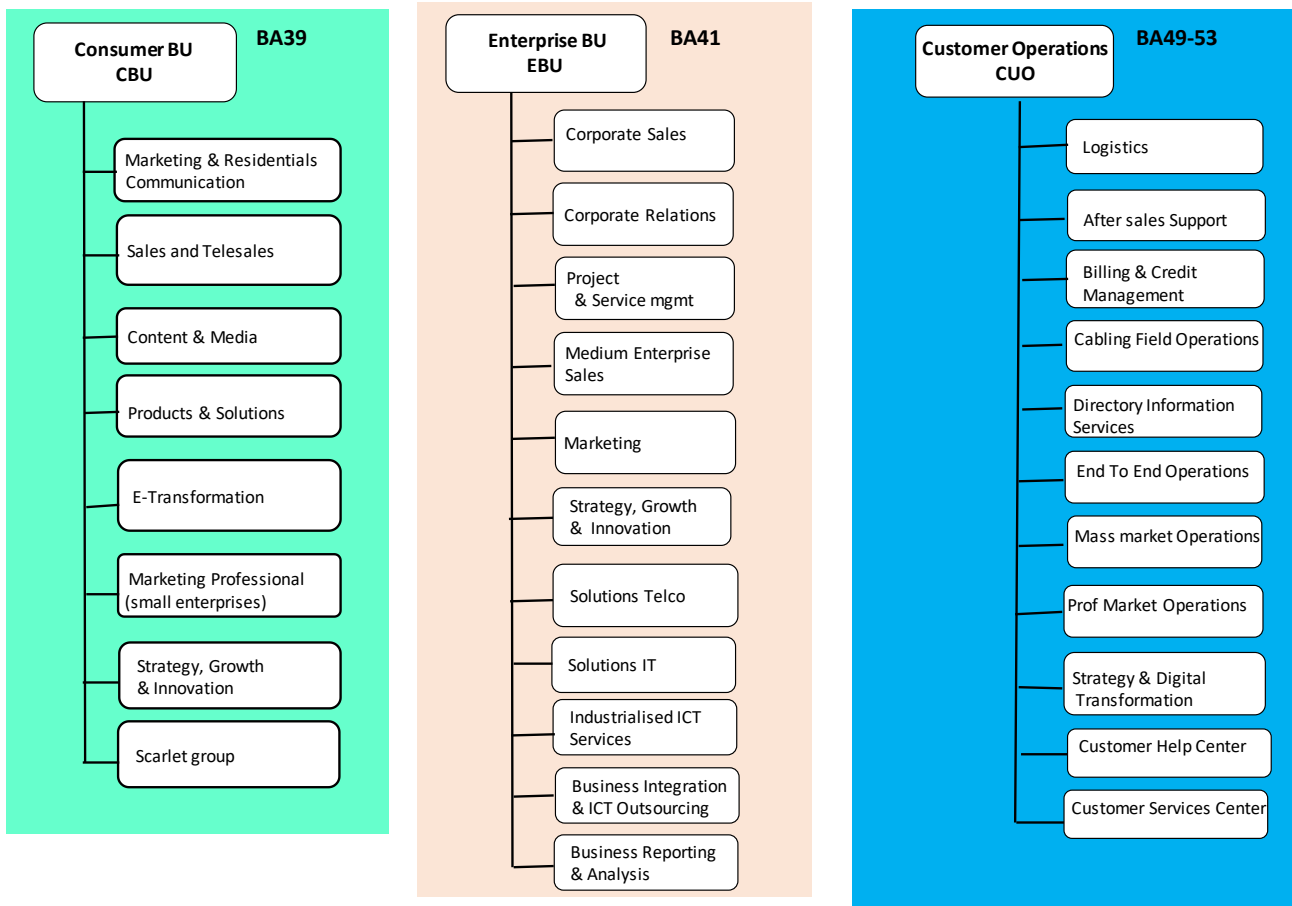 Consumer BU
CBU
BA39
Marketing & Residentials
Communication
Sales and Telesales
Content & Media
Products & Solutions
E-Transformation
Marketing Professional
(small enterprises)
Strategy, Growth
& Innovation
Scarlet group
Enterprise BU
EBU
BA41
Corporate Sales
Corporate Relations
Project
& Service mgmt
Medium Enterprise
Sales
Marketing
Strategy, Growth
& Innovation
Solutions Telco
Solutions IT
Industrialised ICT
Services
Business Integration
& ICT Outsourcing
Business Reporting
& Analysis
Customer Operations
CUO
BA49-53
Logistics
After sales Support
Billing & Credit
Management
Cabling Field Operations
Directory Information
Services
End To End Operations
Mass market Operations
Prof Market Operations
Strategy & Digital
Transformation
Customer Help Center
Customer Services Center